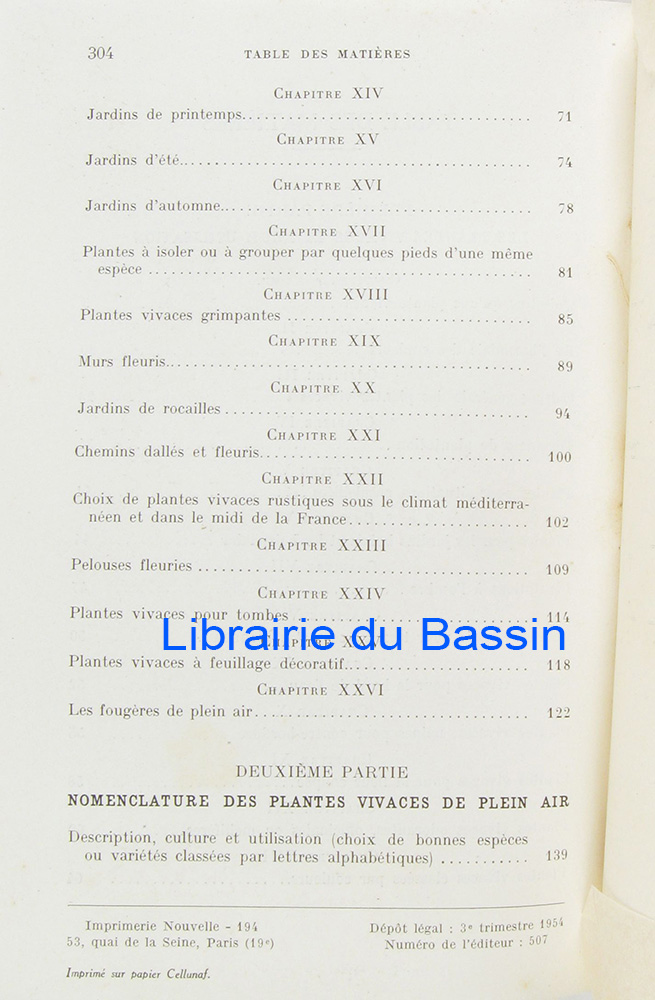 304
TABLE DES MATIÈRES
CHAPITRE XIV
Jardins de printemps.................................... 71
CHAPITRE XV
Jardins d'été............................................ 74
CHAPITRE XVI
Jardins d'automne....................................... 78
CHAPITRE XVII
Plantes à isoler ou à grouper par quelques pieds d'une même
espèce ................................................ 81
CHAPITRE XVIII
Plantes vivaces grimpantes ............................... 85
CHAPITRE XIX
Murs fleuris.............................................. 89
CHAPITRE XX
Jardins de rocailles ...................................... 94
CHAPITRE XXI
Chemins dallés et fleuris.................................. 100
CHAPITRE XXII
Choix de plantes vivaces rustiques sous le climat méditerra-
néen et dans le midi de la France....................... 102
CHAPITRE XXIII
Pelouses fleuries ......................................... 109
CHAPITRE XXIV
Plantes vivaces pour tombes .............................. 114
Librairie du Bassin
CHAPITRE XXV
Plantes vivaces à feuillage décoratif....................... 118
CHAPITRE XXVI
Les fougères de plein air................................... 122
DEUXIÈME PARTIE
NOMENCLATURE DES PLANTES VIVACES DE PLEIN AIR
Description, culture et utilisation (choix de bonnes espèces
ou variétés classées par lettres alphabétiques) ........... 139
Imprimerie Nouvelle - 194
53, quai de la Seine, Paris (19e)
Dépôt légal : 3e trimestre 1954
Numéro de l'éditeur : 507
Imprimé sur papier Cellunaf.